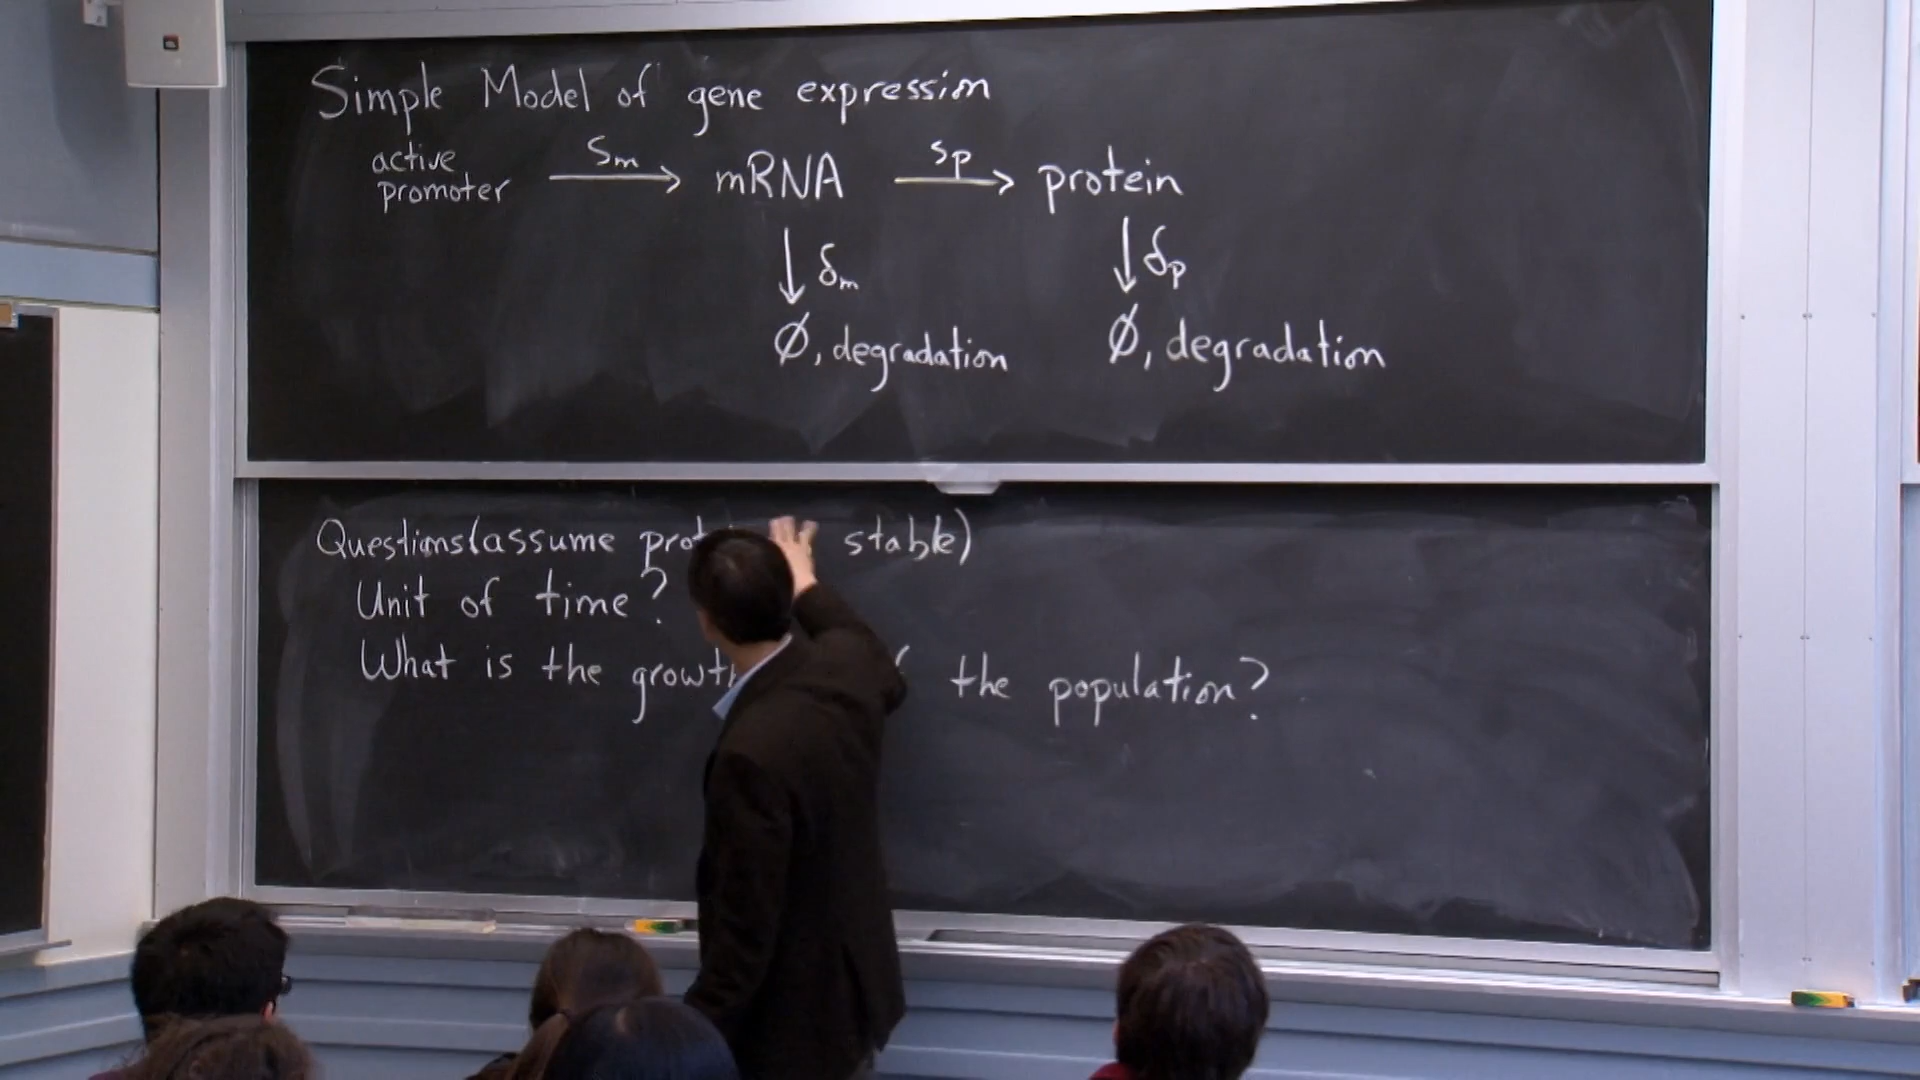 Simple Model of gene expression
active promoter Sm mRNA Sp protein
δm δp
Ø, degradation Ø, degradation
Questions (assume stable)
Unit of time?
What is the the population?